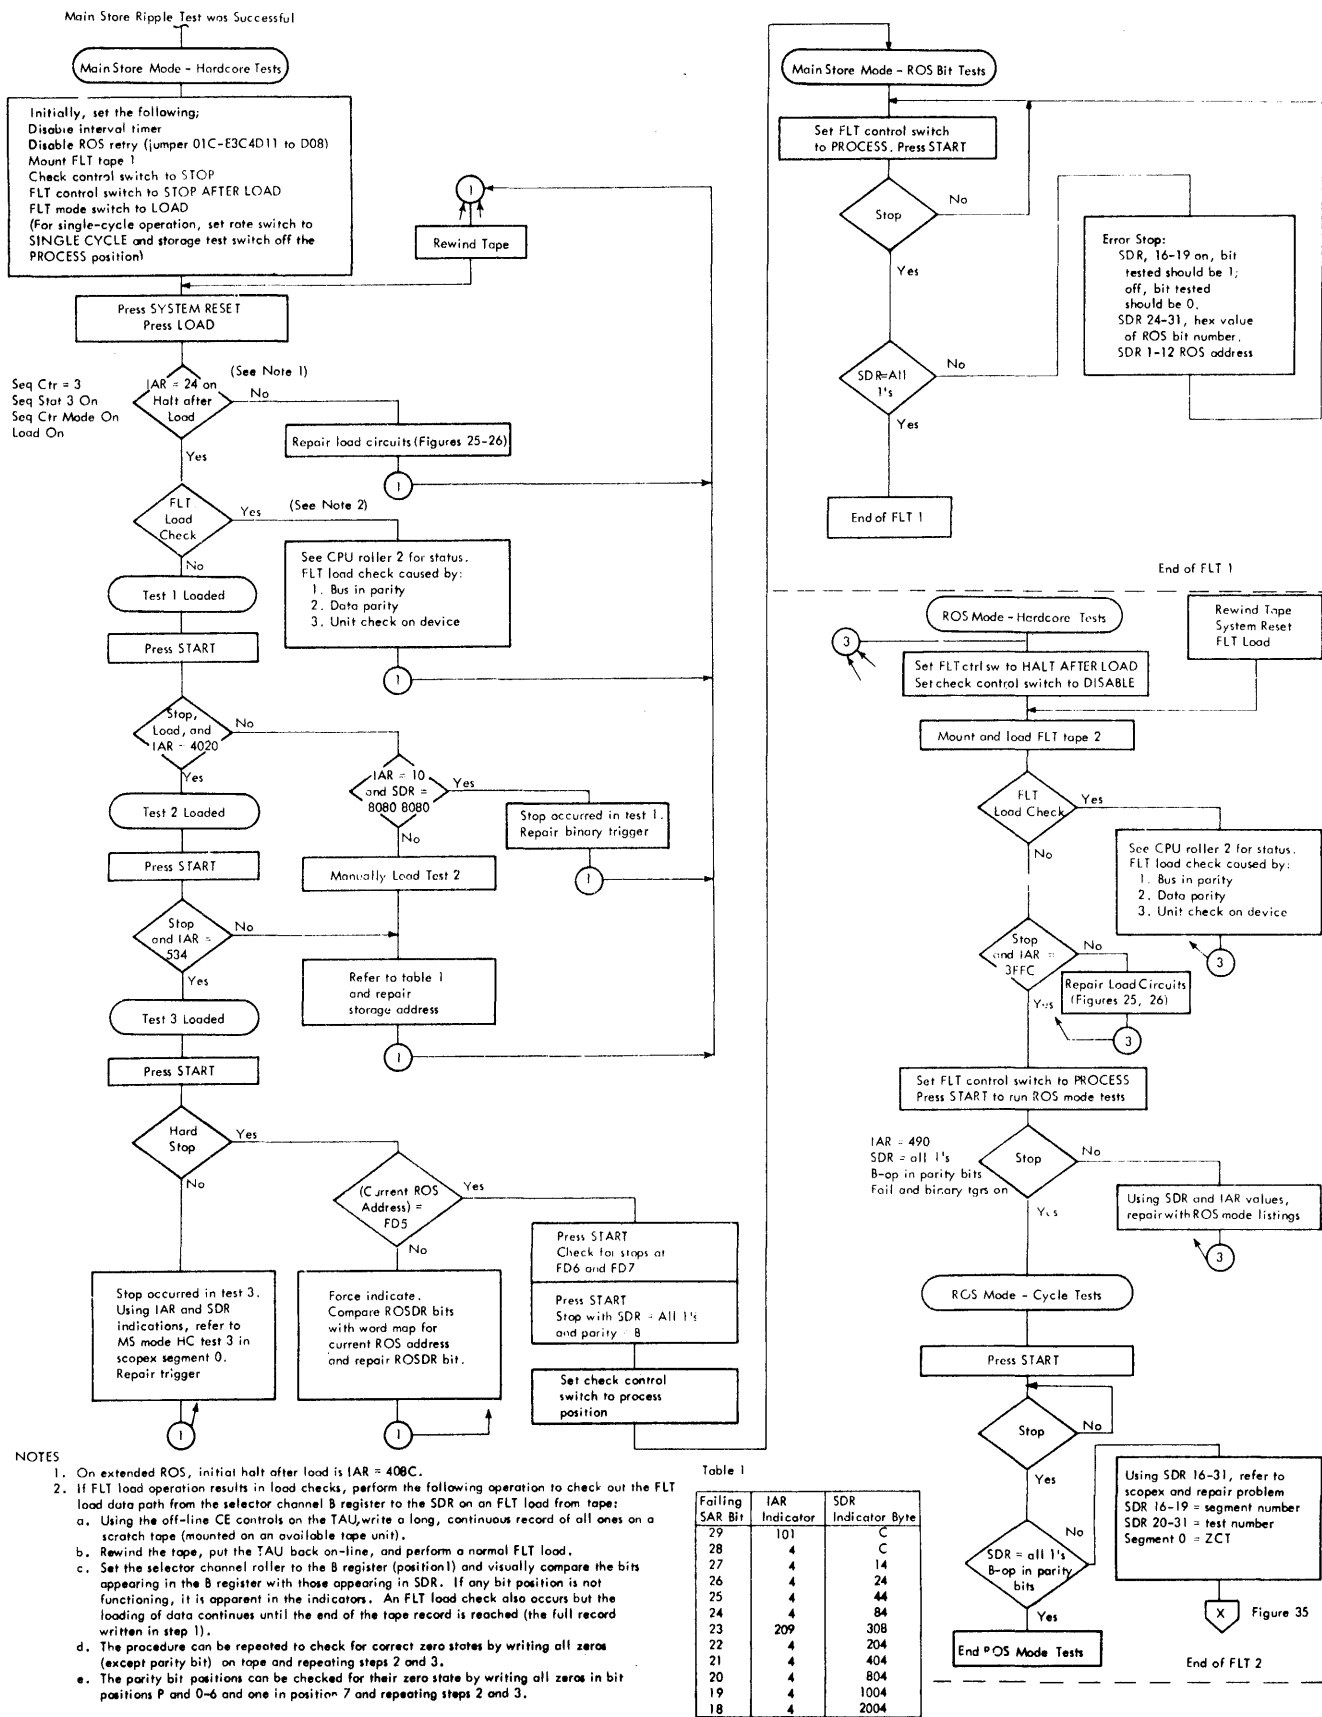 Main Store Ripple Test was Successful
Main Store Mode - Hardcore Tests
Initially, set the following;
Disable interval timer
Disable ROS retry (jumper 01C-E3C4D11 to D08)
Mount FLT tape 1
Check control switch to STOP
FLT control switch to STOP AFTER LOAD
FLT mode switch to LOAD
(For single-cycle operation, set rate switch to
SINGLE CYCLE and storage test switch off the
PROCESS position)
1
Rewind Tape
Press SYSTEM RESET
Press LOAD
Seq Ctr = 3
Seq Stat 3 On
Seq Ctr Mode On
Load On
IAR = 24 on
Halt after
Load
(See Note 1)
No
Repair load circuits (Figures 25-26)
1
Yes
FLT
Load
Check
Yes
(See Note 2)
See CPU roller 2 for status.
FLT load check caused by:
1. Bus in parity
2. Data parity
3. Unit check on device
1
No
Test 1 Loaded
Press START
Stop,
Load, and
IAR = 4020
No
IAR = 10
and SDR =
8080 8080
Yes
Stop occurred in test 1.
Repair binary trigger
1
Yes
Test 2 Loaded
No
Press START
Manually Load Test 2
Stop
and IAR =
534
No
Refer to table 1
and repair
storage address
1
Yes
Test 3 Loaded
Press START
Hard
Stop
Yes
No
(Current ROS
Address) =
FD5
Yes
No
Stop occurred in test 3.
Using IAR and SDR
indications, refer to
MS mode HC test 3 in
scopex segment 0.
Repair trigger
1
Force indicate.
Compare ROSDR bits
with word map for
current ROS address
and repair ROSDR bit.
1
Press START
Check for stops at
FD6 and FD7
Press START
Stop with SDR = All 1's
and parity = B
Set check control
switch to process
position
Main Store Mode - ROS Bit Tests
Set FLT control switch
to PROCESS. Press START
Stop
No
Yes
Error Stop:
SDR, 16-19 on, bit
tested should be 1;
off, bit tested
should be 0.
SDR 24-31, hex value
of ROS bit number.
SDR 1-12 ROS address
SDR=All
1's
No
Yes
End of FLT 1
End of FLT 1
ROS Mode - Hardcore Tests
3
Rewind Tape
System Reset
FLT Load
Set FLT ctrl sw to HALT AFTER LOAD
Set check control switch to DISABLE
Mount and load FLT tape 2
FLT
Load Check
Yes
No
See CPU roller 2 for status.
FLT load check caused by:
1. Bus in parity
2. Data parity
3. Unit check on device
3
Stop
and IAR =
3FFC
No
Repair Load Circuits
(Figures 25, 26)
3
Yes
Set FLT control switch to PROCESS
Press START to run ROS mode tests
IAR = 490
SDR = all 1's
B-op in parity bits
Fail and binary tgrs on
Stop
No
Using SDR and IAR values,
repair with ROS mode listings
3
Yes
ROS Mode - Cycle Tests
Press START
Stop
No
Yes
Using SDR 16-31, refer to
scopex and repair problem
SDR 16-19 = segment number
SDR 20-31 = test number
Segment 0 = ZCT
SDR = all 1's
B-op in parity
bits
No
Yes
X
Figure 35
End ROS Mode Tests
End of FLT 2
NOTES
1. On extended ROS, initial halt after load is IAR = 408C.
2. If FLT load operation results in load checks, perform the following operation to check out the FLT
load data path from the selector channel B register to the SDR on an FLT load from tape:
a. Using the off-line CE controls on the TAU, write a long, continuous record of all ones on a
scratch tape (mounted on an available tape unit).
b. Rewind the tape, put the TAU back on-line, and perform a normal FLT load.
c. Set the selector channel roller to the B register (position1) and visually compare the bits
appearing in the B register with those appearing in SDR. If any bit position is not
functioning, it is apparent in the indicators. An FLT load check also occurs but the
loading of data continues until the end of the tape record is reached (the full record
written in step 1).
d. The procedure can be repeated to check for correct zero states by writing all zeros
(except parity bit) on tape and repeating steps 2 and 3.
e. The parity bit positions can be checked for their zero state by writing all zeros in bit
positions P and 0-6 and one in position 7 and repeating steps 2 and 3.
Table 1
Failing SAR Bit IAR Indicator SDR Indicator Byte
29 101 C
28 4 C
27 4 14
26 4 24
25 4 44
24 4 84
23 209 308
22 4 204
21 4 404
20 4 804
19 4 1004
18 4 2004